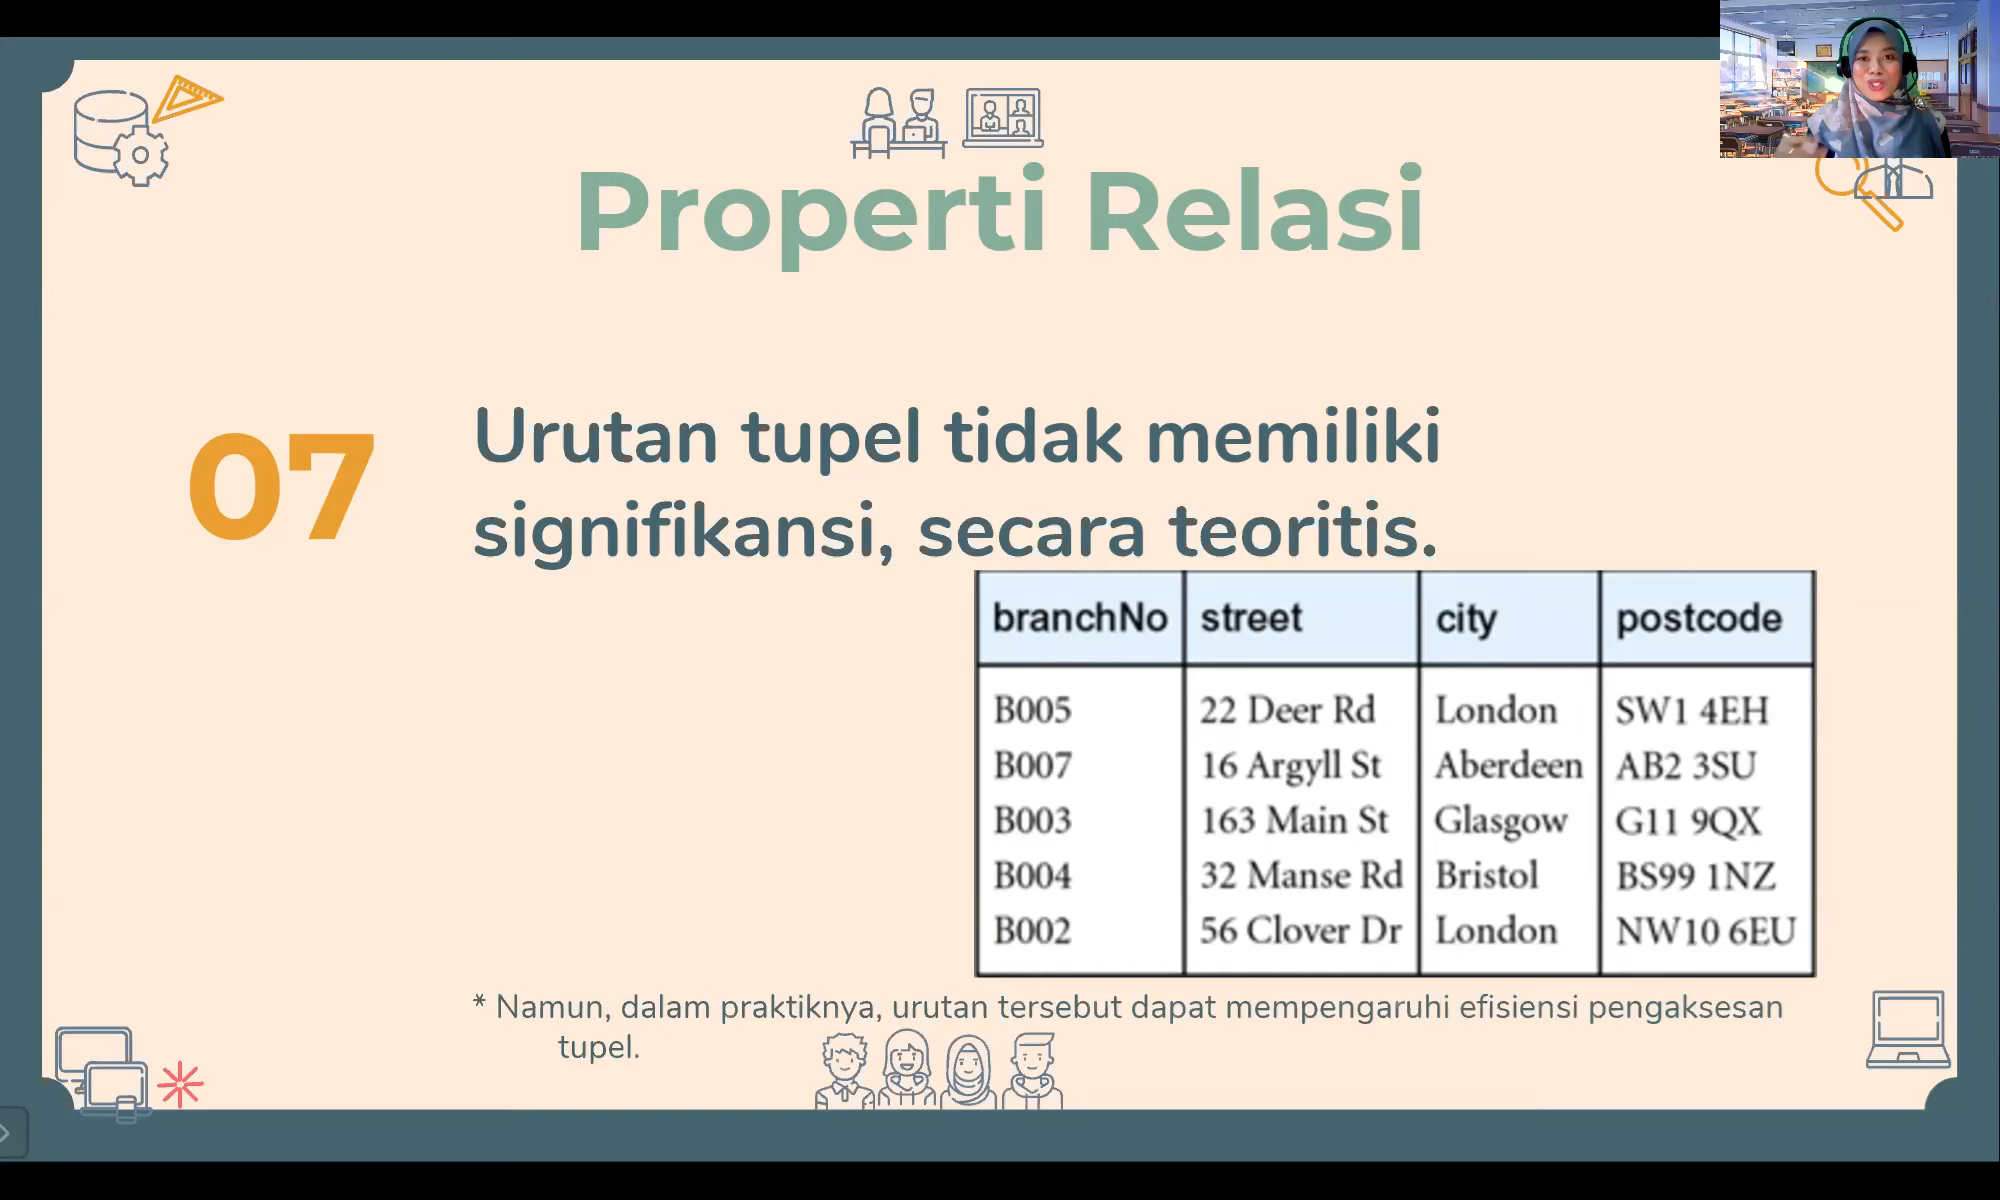 Properti Relasi
07
Urutan tupel tidak memiliki
signifikansi, secara teoritis.
branchNo street city postcode
B005 22 Deer Rd London SW1 4EH
B007 16 Argyll St Aberdeen AB2 3SU
B003 163 Main St Glasgow G11 9QX
B004 32 Manse Rd Bristol BS99 1NZ
B002 56 Clover Dr London NW10 6EU
* Namun, dalam praktiknya, urutan tersebut dapat mempengaruhi efisiensi pengaksesan
tupel.